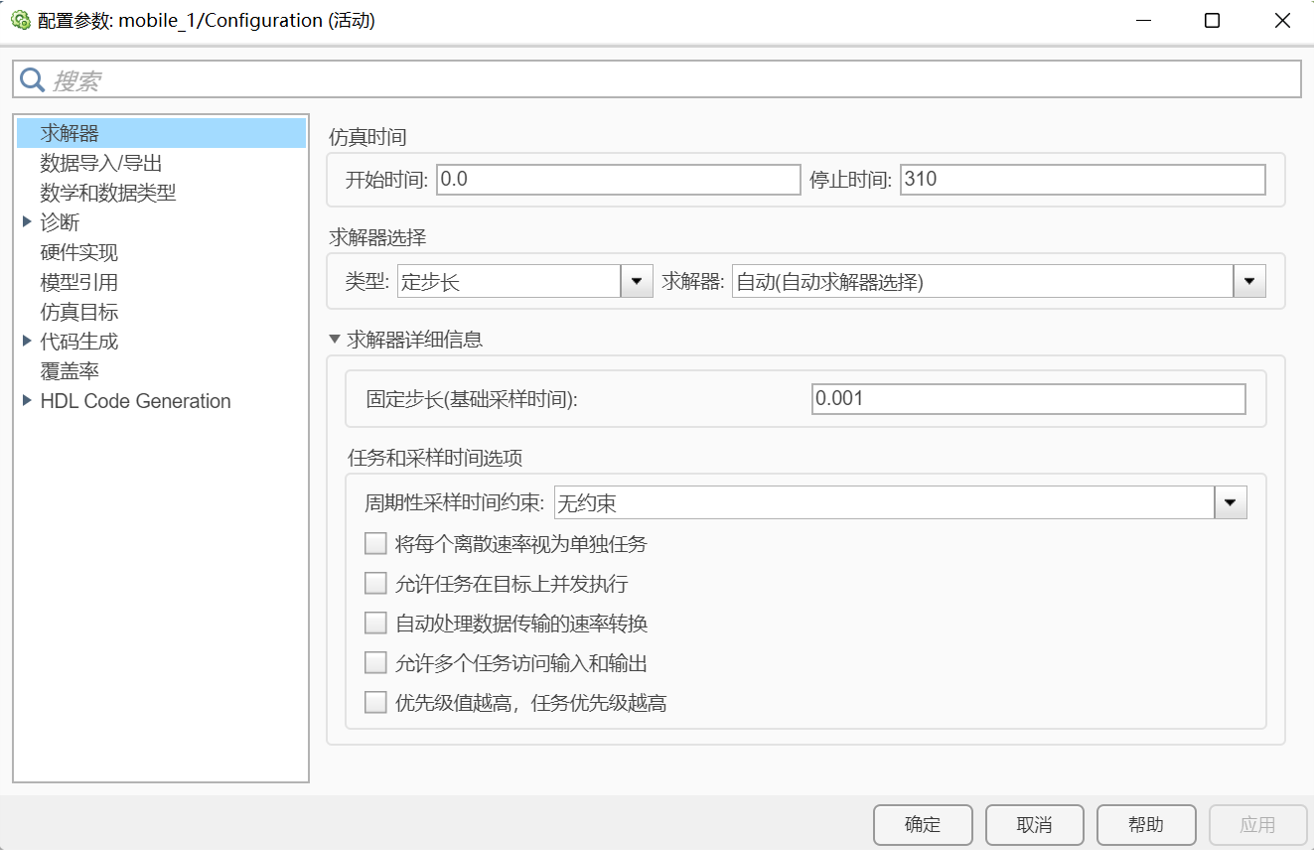 配置参数: mobile_1/Configuration (活动)
搜索
求解器
数据导入/导出
数学和数据类型
诊断
硬件实现
模型引用
仿真目标
代码生成
覆盖率
HDL Code Generation
仿真时间
开始时间: 0.0 停止时间: 310
求解器选择
类型: 定步长 求解器: 自动(自动求解器选择)
求解器详细信息
固定步长(基础采样时间): 0.001
任务和采样时间选项
周期性采样时间约束: 无约束
将每个离散速率视为单独任务
允许任务在目标上并发执行
自动处理数据传输的速率转换
允许多个任务访问输入和输出
优先级值越高，任务优先级越高
确定 取消 帮助 应用